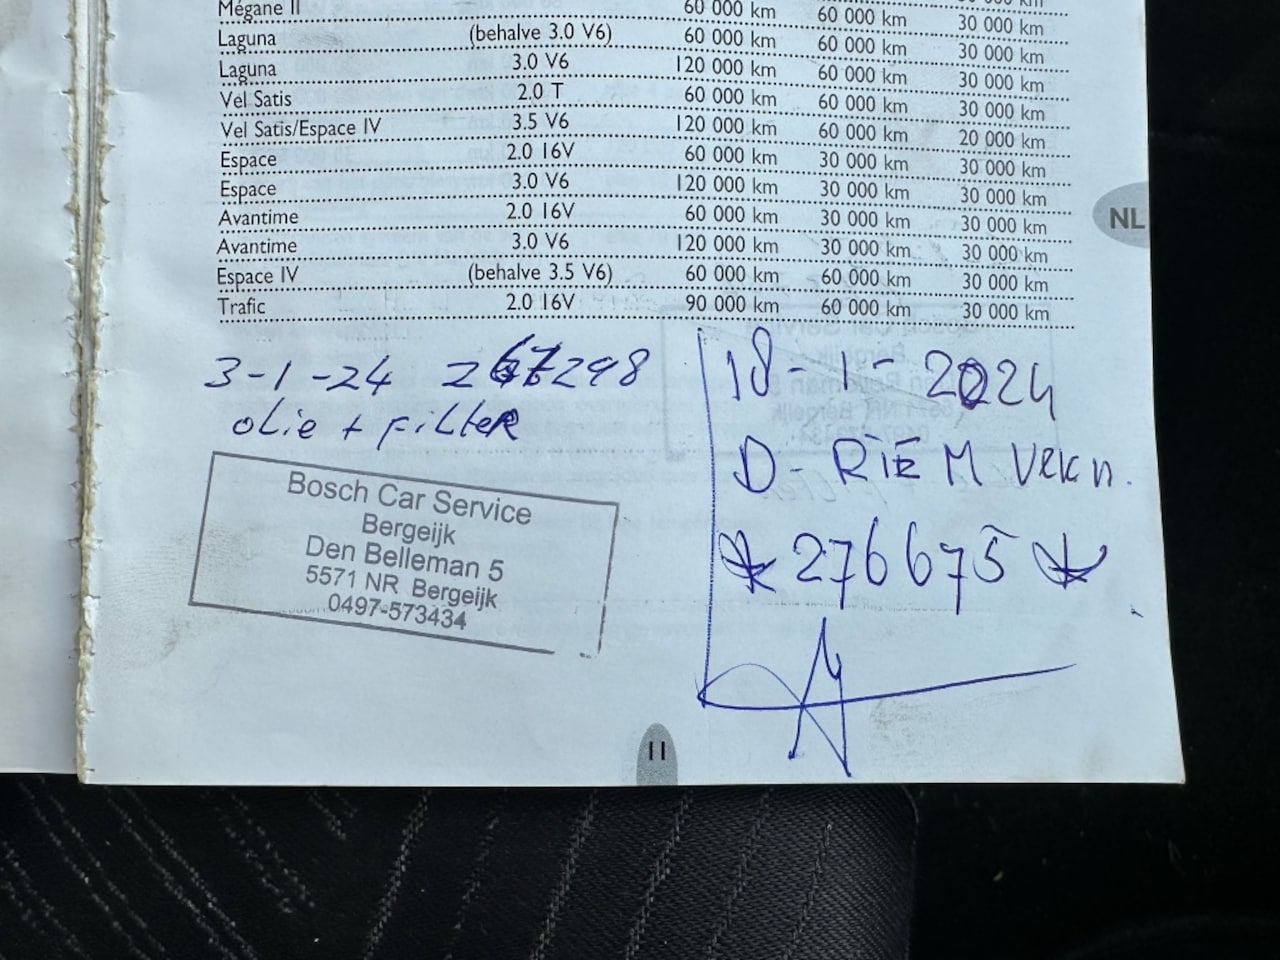 Mégane II 60 000 km 60 000 km 30 000 km
Laguna (behalve 3.0 V6) 60 000 km 60 000 km 30 000 km
Laguna 3.0 V6 120 000 km 60 000 km 30 000 km
Vel Satis 2.0 T 60 000 km 60 000 km 30 000 km
Vel Satis/Espace IV 3.5 V6 120 000 km 60 000 km 20 000 km
Espace 2.0 16V 60 000 km 30 000 km 30 000 km
Espace 3.0 V6 120 000 km 30 000 km 30 000 km
Avantime 2.0 16V 60 000 km 30 000 km 30 000 km
Avantime 3.0 V6 120 000 km 30 000 km 30 000 km
Espace IV (behalve 3.5 V6) 60 000 km 60 000 km 30 000 km
Trafic 2.0 16V 90 000 km 60 000 km 30 000 km
NL
3-1-24 267298
olie + Filter
Bosch Car Service
Bergeijk
Den Belleman 5
5571 NR Bergeijk
0497-573434
18-1-2024
D-RIEM Verv.
*276675*
11